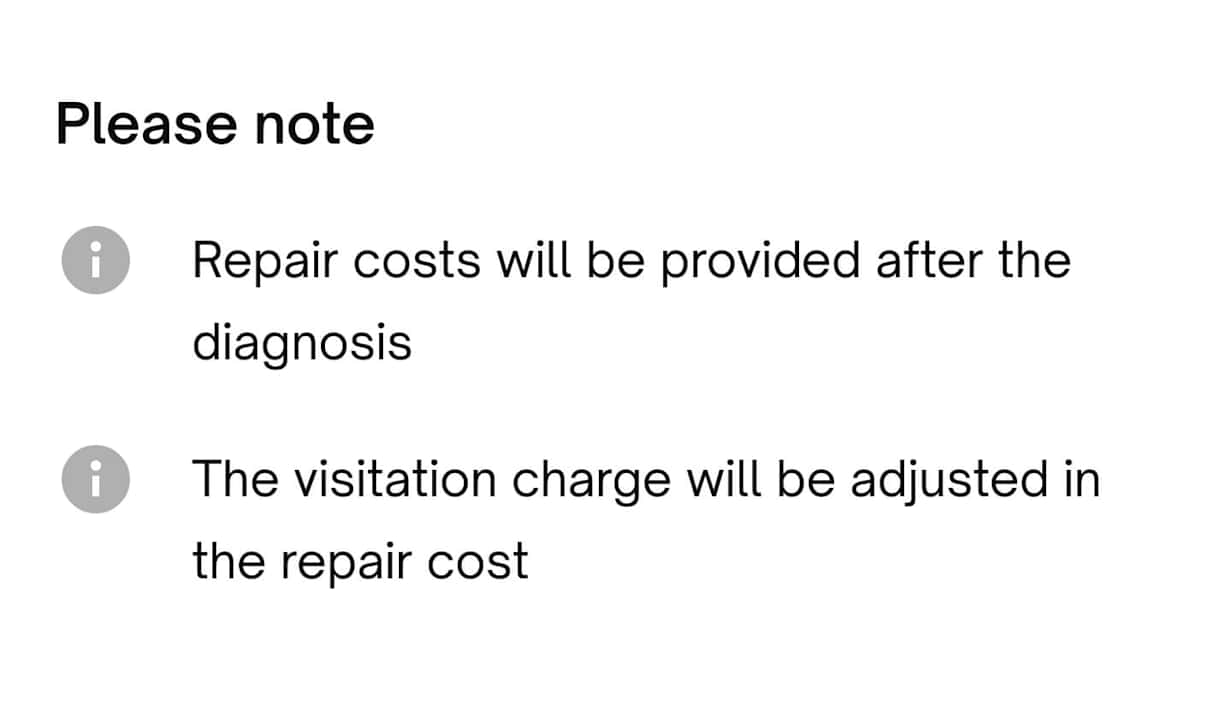 Please note
Repair costs will be provided after the
diagnosis
The visitation charge will be adjusted in
the repair cost